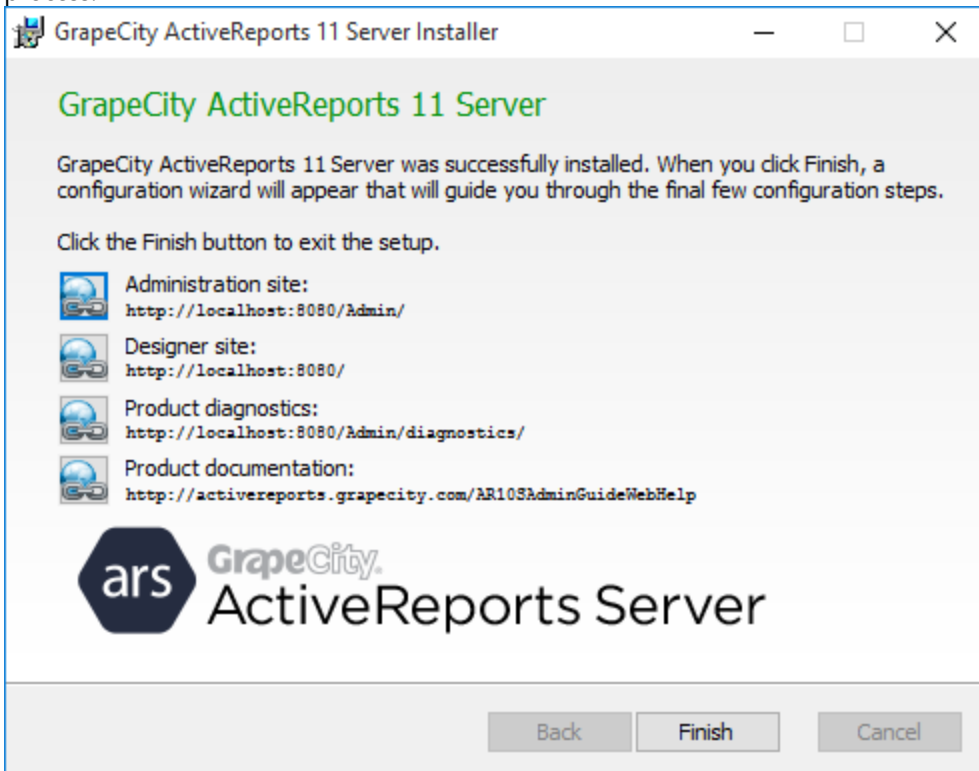 GrapeCity ActiveReports 11 Server Installer
GrapeCity ActiveReports 11 Server
GrapeCity ActiveReports 11 Server was successfully installed. When you click Finish, a
configuration wizard will appear that will guide you through the final few configuration steps.
Click the Finish button to exit the setup.
Administration site:
http://localhost:8080/Admin/
Designer site:
http://localhost:8080/
Product diagnostics:
http://localhost:8080/Admin/diagnostics/
Product documentation:
http://activereports.grapecity.com/AR10SAdminGuideWebHelp
ars
GrapeCity.
ActiveReports Server
Back Finish Cancel